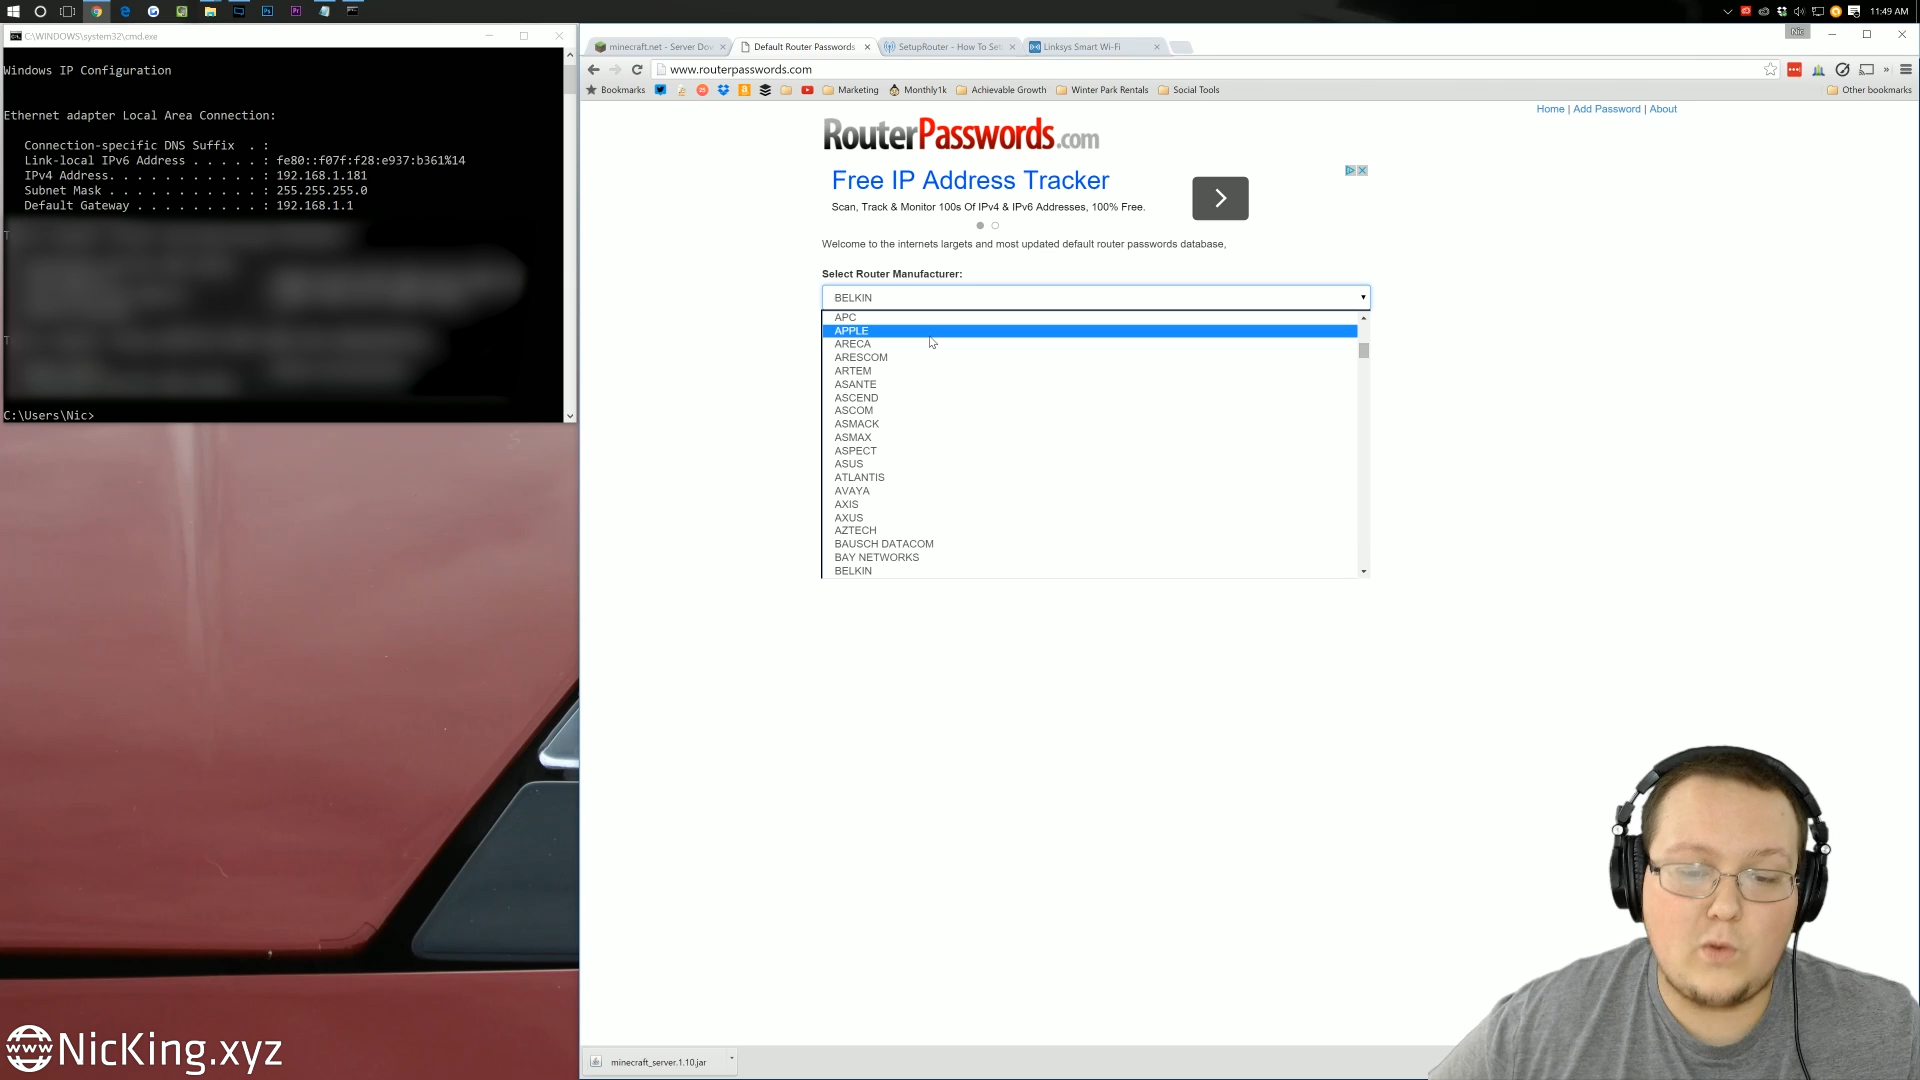 11:49 AM
C:\WINDOWS\system32\cmd.exe
Windows IP Configuration
Ethernet adapter Local Area Connection:
Connection-specific DNS Suffix . :
Link-local IPv6 Address . . . . . : fe80::f07f:f28:e937:b361%14
IPv4 Address. . . . . . . . . . . : 192.168.1.181
Subnet Mask . . . . . . . . . . . : 255.255.255.0
Default Gateway . . . . . . . . . : 192.168.1.1
T
T
C:\Users\Nic>
minecraft.net - Server Dov
Default Router Passwords
SetupRouter - How To Set
Linksys Smart Wi-Fi
Nic
www.routerpasswords.com
Bookmarks
Marketing
Monthly1k
Achievable Growth
Winter Park Rentals
Social Tools
Other bookmarks
Home | Add Password | About
RouterPasswords.com
Free IP Address Tracker
Scan, Track & Monitor 100s Of IPv4 & IPv6 Addresses, 100% Free.
Welcome to the internets largets and most updated default router passwords database,
Select Router Manufacturer:
BELKIN
APC
APPLE
ARECA
ARESCOM
ARTEM
ASANTE
ASCEND
ASCOM
ASMACK
ASMAX
ASPECT
ASUS
ATLANTIS
AVAYA
AXIS
AXUS
AZTECH
BAUSCH DATACOM
BAY NETWORKS
BELKIN
minecraft_server.1.10.jar
www NicKing.xyz